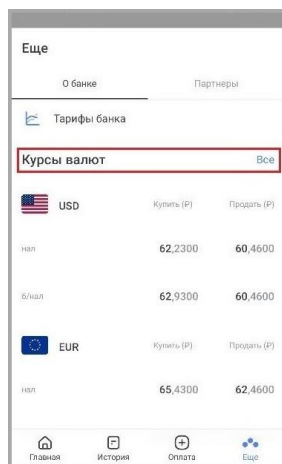 Еще
О банке Партнеры
Тарифы банка
Курсы валют Все
USD Купить (₽) Продать (₽)
нал 62,2300 60,4600
б/нал 62,9300 60,4600
EUR Купить (₽) Продать (₽)
нал 65,4300 62,4600
Главная История Оплата Еще